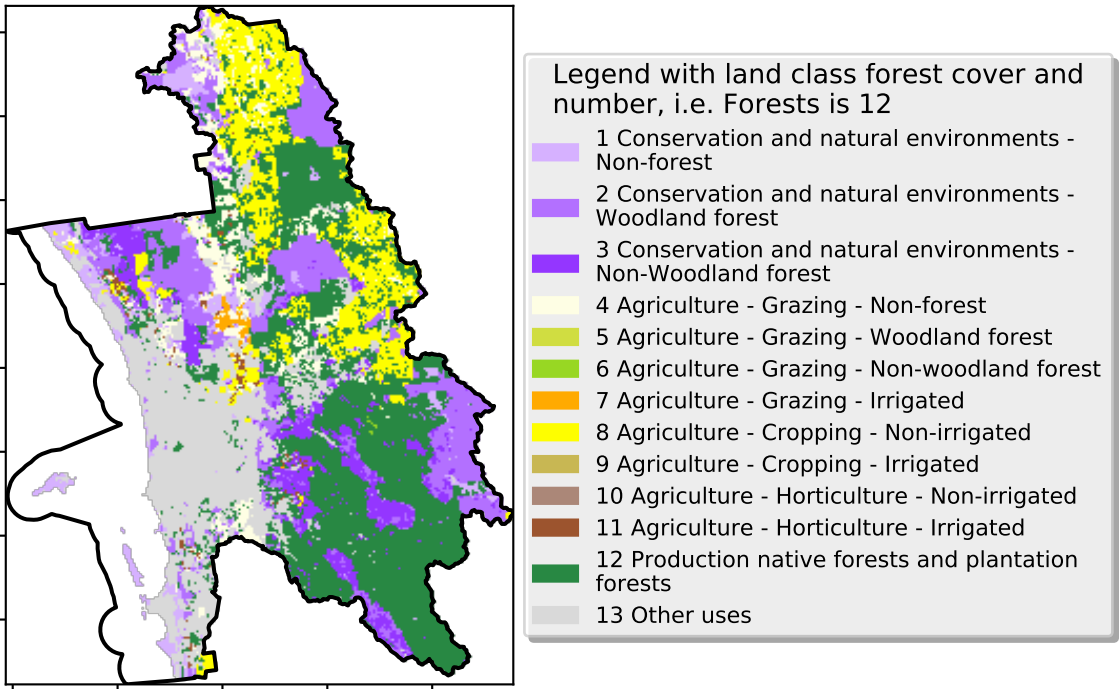 Legend with land class forest cover and
number, i.e. Forests is 12
1 Conservation and natural environments -
Non-forest
2 Conservation and natural environments -
Woodland forest
3 Conservation and natural environments -
Non-Woodland forest
4 Agriculture - Grazing - Non-forest
5 Agriculture - Grazing - Woodland forest
6 Agriculture - Grazing - Non-woodland forest
7 Agriculture - Grazing - Irrigated
8 Agriculture - Cropping - Non-irrigated
9 Agriculture - Cropping - Irrigated
10 Agriculture - Horticulture - Non-irrigated
11 Agriculture - Horticulture - Irrigated
12 Production native forests and plantation
forests
13 Other uses